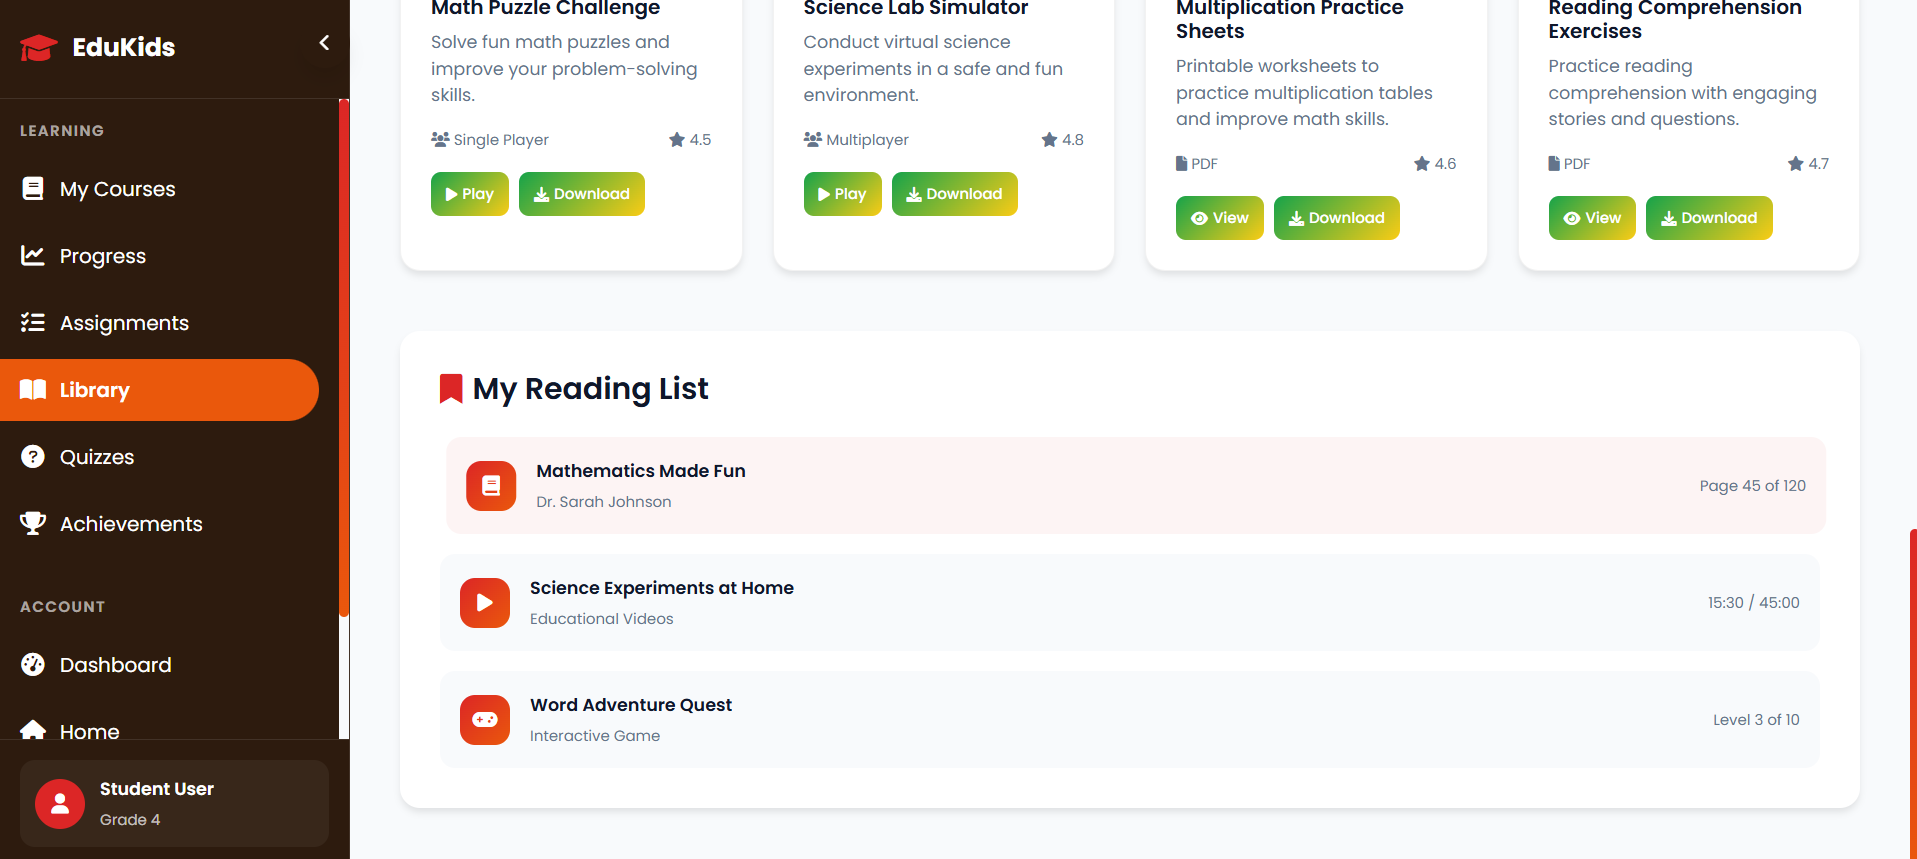 EduKids
LEARNING
My Courses
Progress
Assignments
Library
Quizzes
Achievements
ACCOUNT
Dashboard
Home
Student User
Grade 4
Math Puzzle Challenge
Solve fun math puzzles and
improve your problem-solving
skills.
Single Player
4.5
Play
Download
Science Lab Simulator
Conduct virtual science
experiments in a safe and fun
environment.
Multiplayer
4.8
Play
Download
Multiplication Practice
Sheets
Printable worksheets to
practice multiplication tables
and improve math skills.
PDF
4.6
View
Download
Reading Comprehension
Exercises
Practice reading
comprehension with engaging
stories and questions.
PDF
4.7
View
Download
My Reading List
Mathematics Made Fun
Dr. Sarah Johnson
Page 45 of 120
Science Experiments at Home
Educational Videos
15:30 / 45:00
Word Adventure Quest
Interactive Game
Level 3 of 10